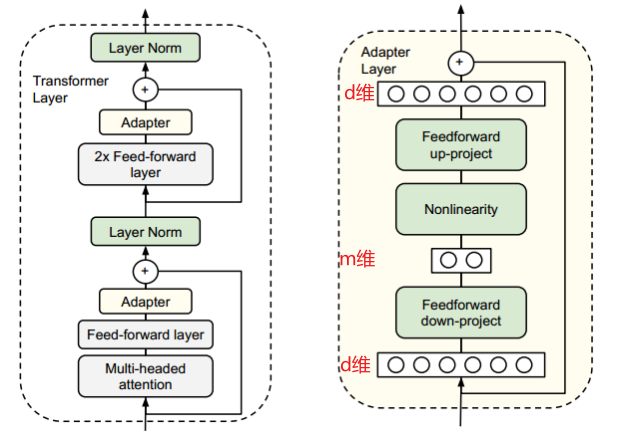 Layer Norm
Transformer
Layer
+
Adapter
2x Feed-forward
layer
Layer Norm
+
Adapter
Feed-forward layer
Multi-headed
attention
Adapter
Layer
+
d维
Feedforward
up-project
Nonlinearity
m维
Feedforward
down-project
d维